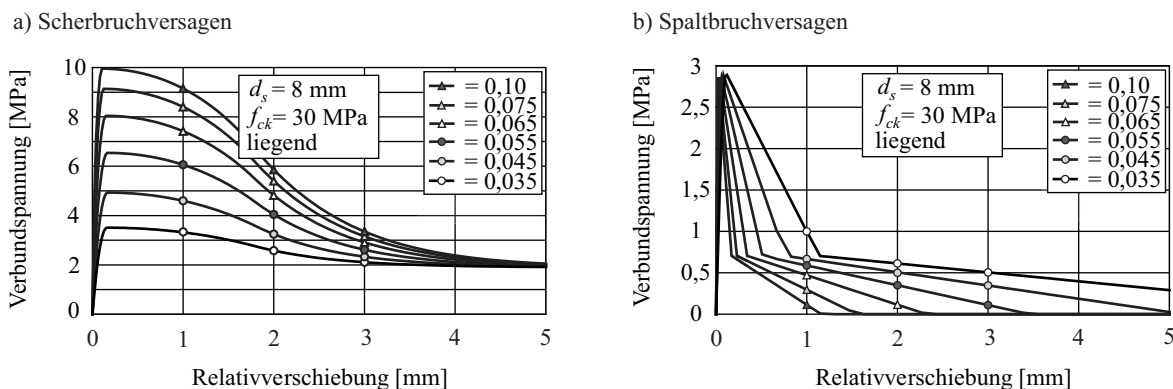 a) Scherbruchversagen
Verbundspannung [MPa]
10
8
6
4
2
0
d_s = 8 mm
f_ck = 30 MPa
liegend
= 0,10
= 0,075
= 0,065
= 0,055
= 0,045
= 0,035
0 1 2 3 4 5
Relativverschiebung [mm]
b) Spaltbruchversagen
Verbundspannung [MPa]
3
2,5
2
1,5
1
0,5
0
d_s = 8 mm
f_ck = 30 MPa
liegend
= 0,10
= 0,075
= 0,065
= 0,055
= 0,045
= 0,035
0 1 2 3 4 5
Relativverschiebung [mm]